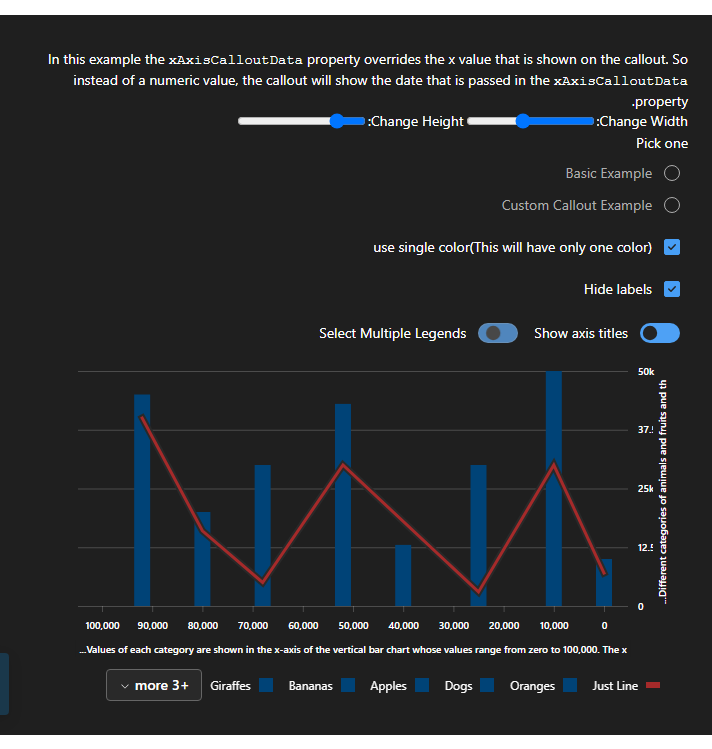 In this example the xAxisCalloutData property overrides the x value that is shown on the callout. So
instead of a numeric value, the callout will show the date that is passed in the xAxisCalloutData
.property
:Change Width :Change Height
Pick one
Basic Example
Custom Callout Example
use single color(This will have only one color)
Hide labels
Show axis titles Select Multiple Legends
50k
37.5
25k
12.5
0
...Different categories of animals and fruits and th
100,000 90,000 80,000 70,000 60,000 50,000 40,000 30,000 20,000 10,000 0
...Values of each category are shown in the x-axis of the vertical bar chart whose values range from zero to 100,000. The x
Just Line Oranges Dogs Apples Bananas Giraffes more 3+